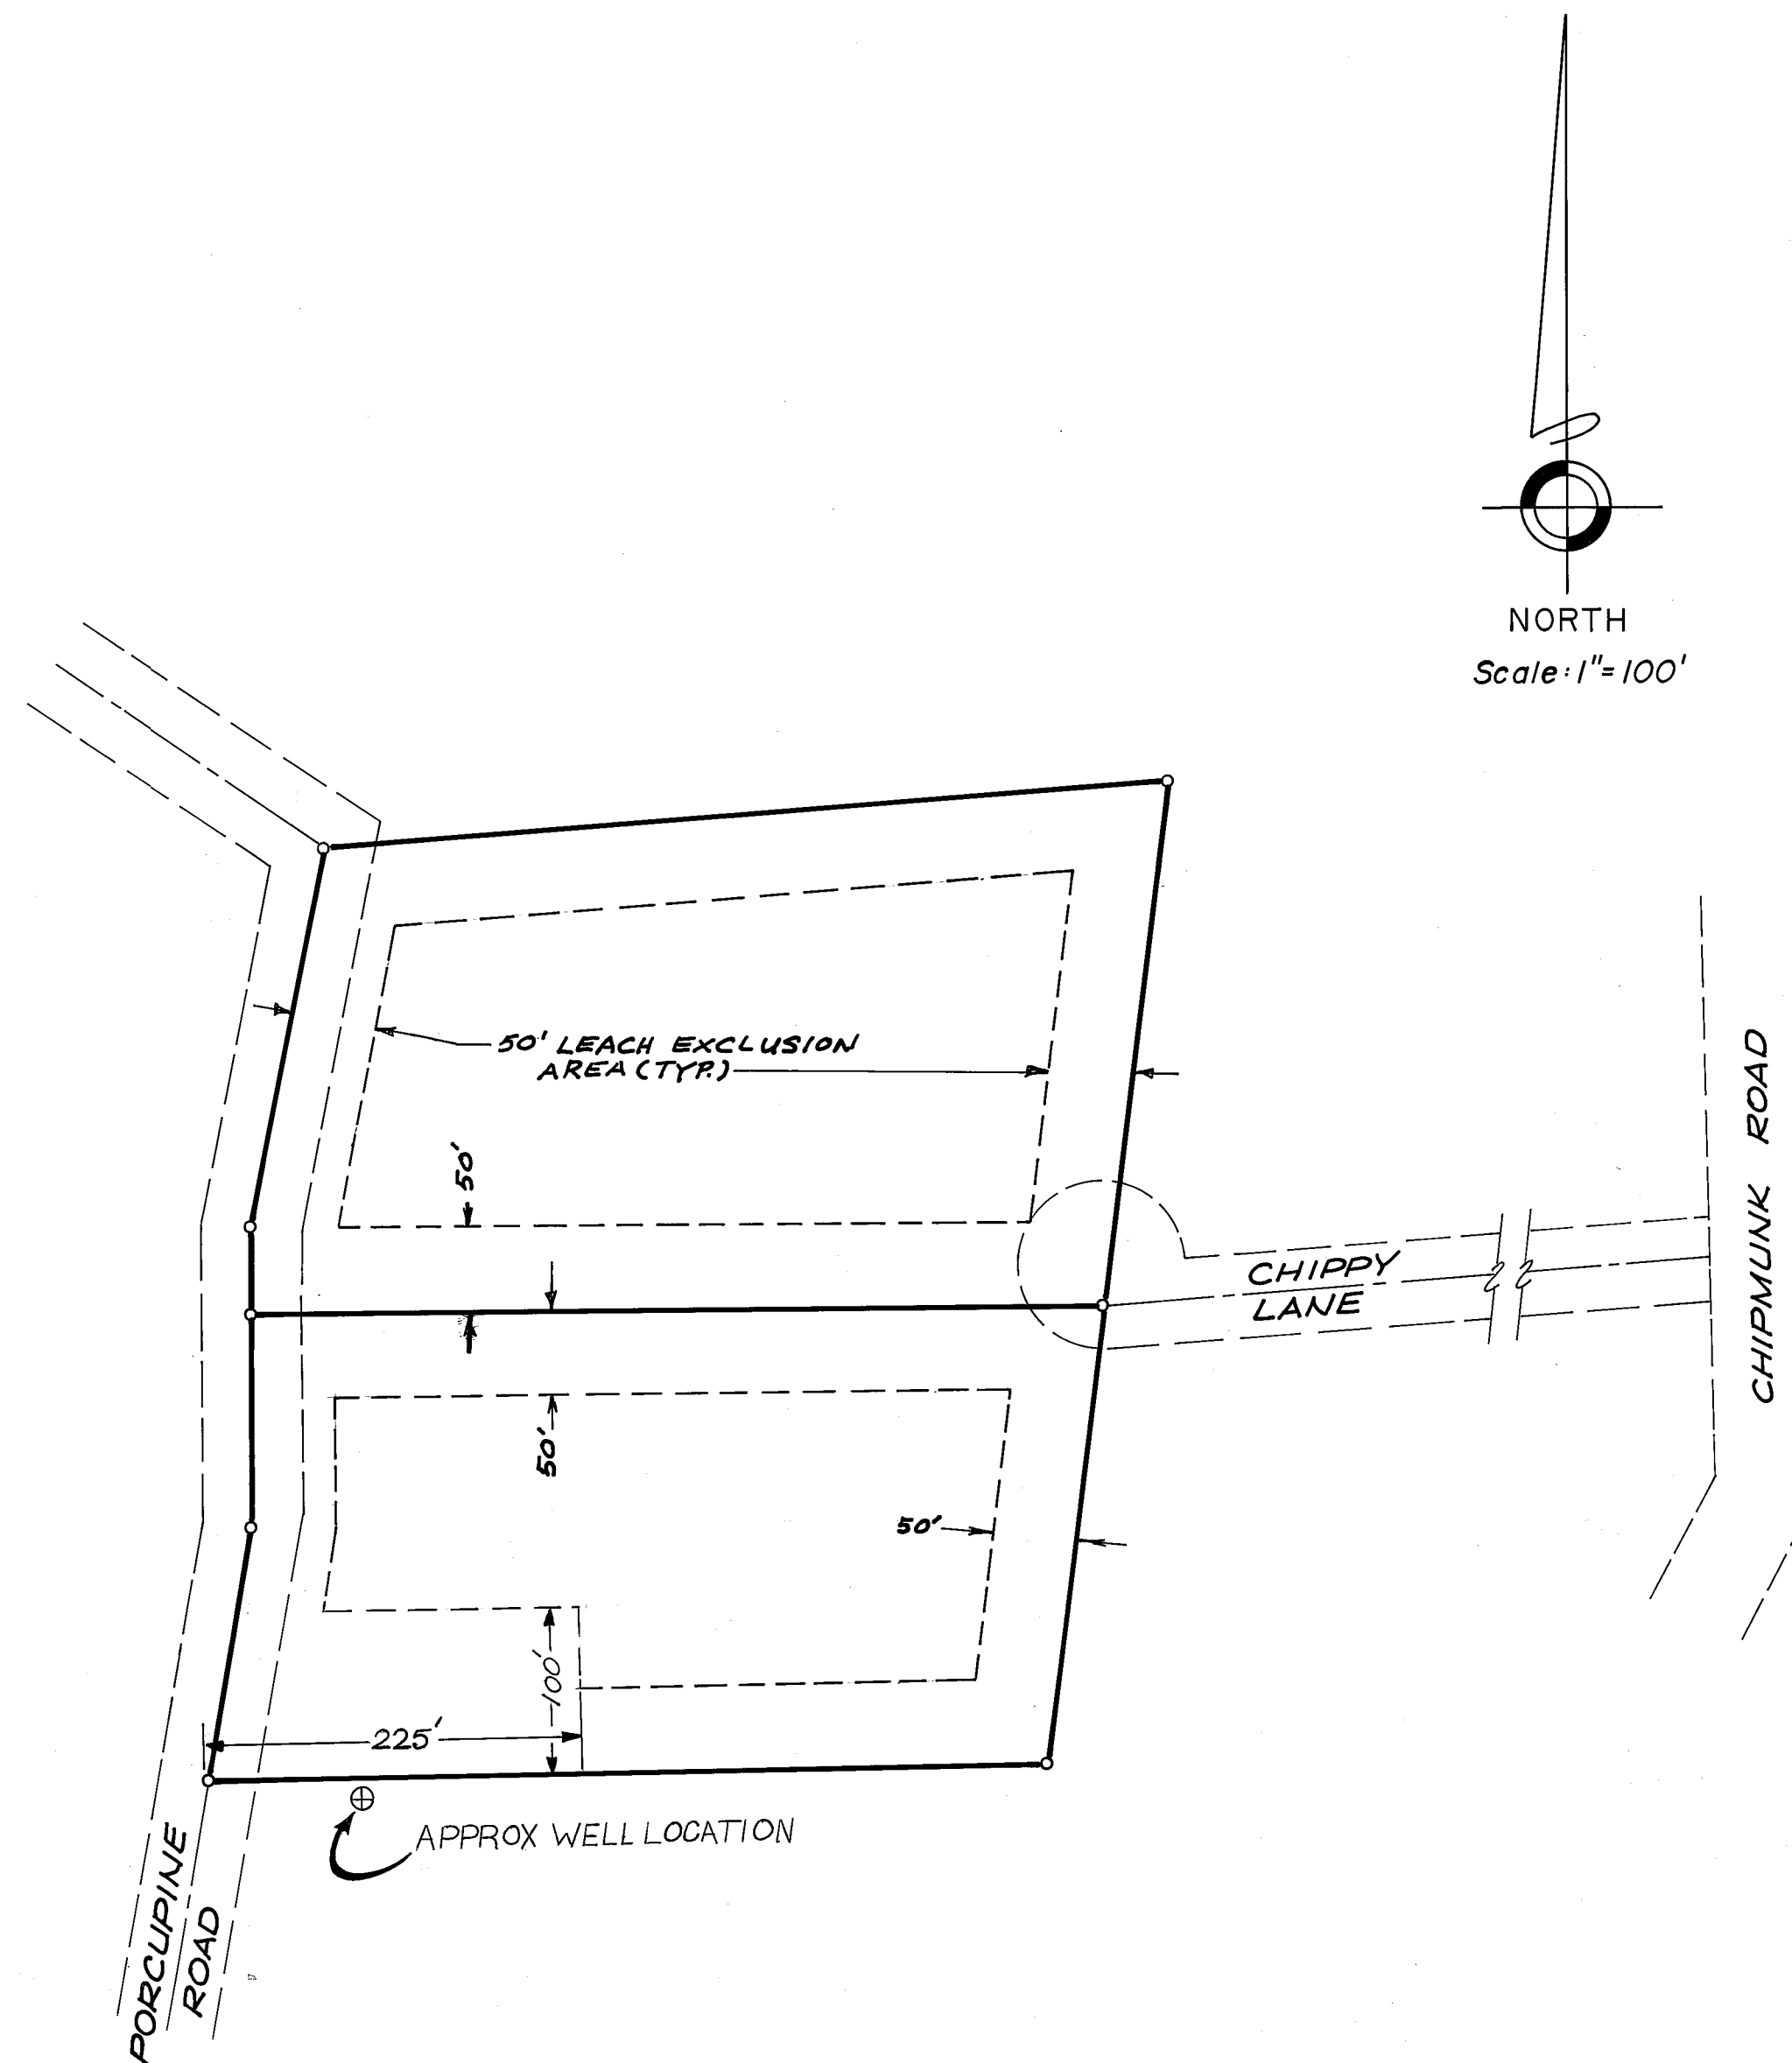 NORTH
Scale: 1"=100'
50' LEACH EXCLUSION
AREA (TYP.)
50'
CHIPPY
LANE
CHIPMUNK ROAD
50'
50'
100'
225'
APPROX WELL LOCATION
PORCUPINE
ROAD